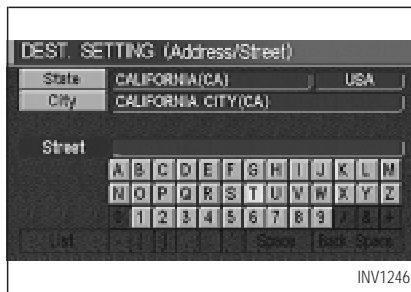 DEST. SETTING (Address/Street)
State CALIFORNIA(CA) USA
City CALIFORNIA CITY(CA)
Street
A B C D E F G H I J K L M
N O P Q R S T U V W X Y Z
0 1 2 3 4 5 6 7 8 9 / & +
List Space Back Space
INV1246